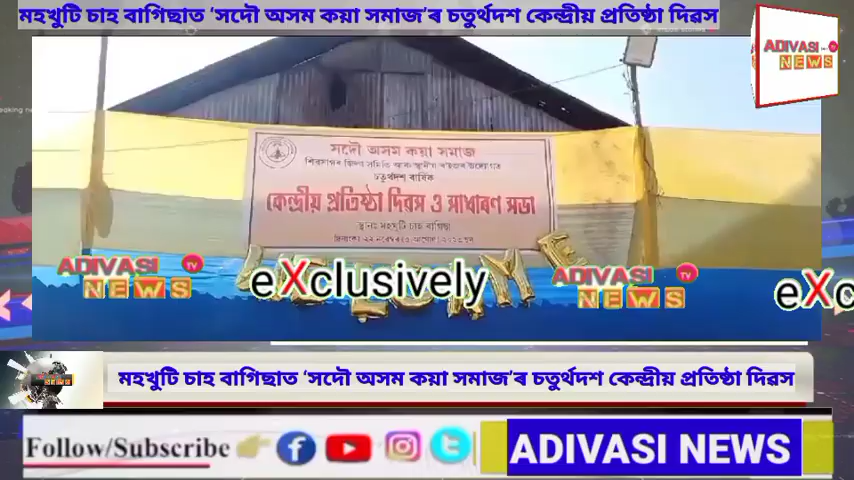 মহখুটি চাহ বাগিছাত ‘সদৌ অসম কয়া সমাজ’ৰ চতুৰ্থদশ কেন্দ্ৰীয় প্ৰতিষ্ঠা দিৱস
ADIVASI
NEWS
সদৌ অসম কয়া সমাজ
চতুৰ্থদশ বাৰ্ষিক
কেন্দ্ৰীয় প্ৰতিষ্ঠা দিৱস ও সাধাৰণ সভা
স্থানঃ মহখুটি চাহ বাগিছা
ADIVASI TV
NEWS
eXclusively
ADIVASI TV
NEWS
eXc
মহখুটি চাহ বাগিছাত ‘সদৌ অসম কয়া সমাজ’ৰ চতুৰ্থদশ কেন্দ্ৰীয় প্ৰতিষ্ঠা দিৱস
Follow/Subscribe
ADIVASI NEWS